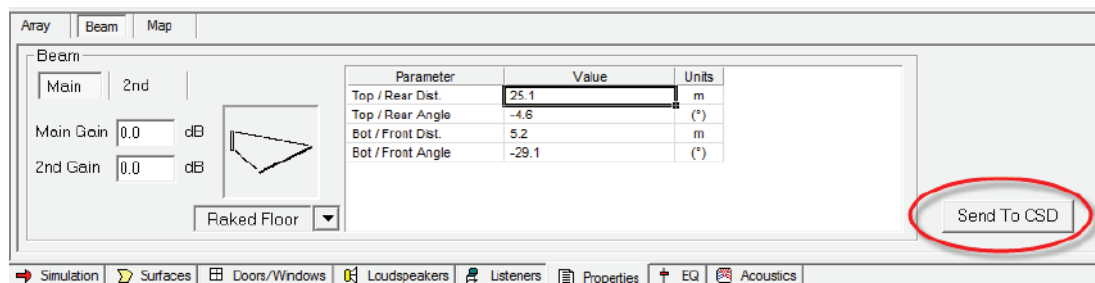 Array Beam Map
Beam
Main 2nd
Main Gain 0.0 dB
2nd Gain 0.0 dB
Raked Floor
Parameter Value Units
Top / Rear Dist. 25.1 m
Top / Rear Angle -4.6 (°)
Bot / Front Dist. 5.2 m
Bot / Front Angle -29.1 (°)
Send To CSD
Simulation Surfaces Doors/Windows Loudspeakers Listeners Properties EQ Acoustics